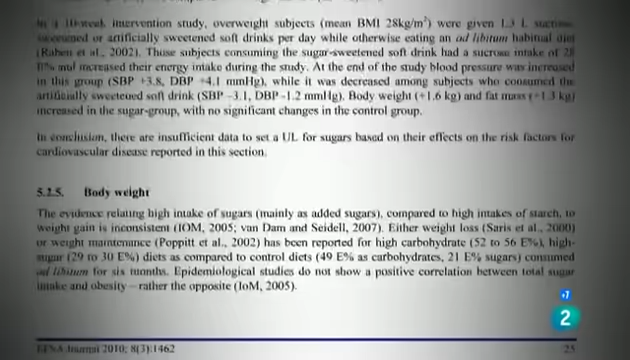 In a 10-week intervention study, overweight subjects (mean BMI 28kg/m²) were given 1.3 L sucrose
sweetened or artificially sweetened soft drinks per day while otherwise eating an ad libitum habitual diet
(Raben et al., 2002). Those subjects consuming the sugar-sweetened soft drink had a sucrose intake of 28
E% and increased their energy intake during the study. At the end of the study blood pressure was increased
in this group (SBP +3.8, DBP +4.1 mmHg), while it was decreased among subjects who consumed the
artificially sweetened soft drink (SBP −3.1, DBP -1.2 mmHg). Body weight (+1.6 kg) and fat mass (+1.3 kg)
increased in the sugar-group, with no significant changes in the control group.
In conclusion, there are insufficient data to set a UL for sugars based on their effects on the risk factors for
cardiovascular disease reported in this section.
5.2.5. Body weight
The evidence relating high intake of sugars (mainly as added sugars), compared to high intakes of starch, to
weight gain is inconsistent (IOM, 2005; van Dam and Seidell, 2007). Either weight loss (Saris et al., 2000)
or weight maintenance (Poppitt et al., 2002) has been reported for high carbohydrate (52 to 56 E%), high-
sugar (29 to 30 E%) diets as compared to control diets (49 E% as carbohydrates, 21 E% sugars) consumed
ad libitum for six months. Epidemiological studies do not show a positive correlation between total sugar
intake and obesity – rather the opposite (IoM, 2005).
+7
2
EFSA Journal 2010; 8(3):1462 25